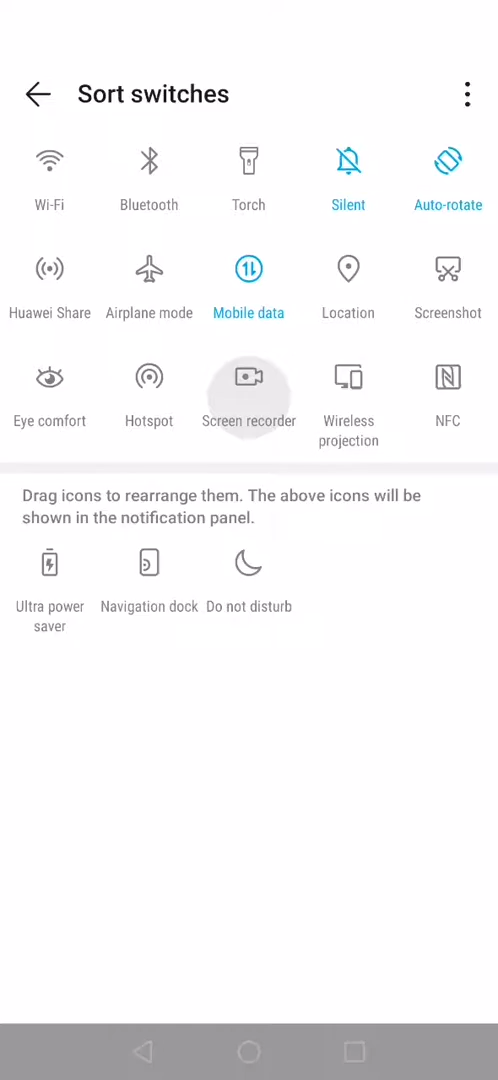 Sort switches
Wi-Fi
Bluetooth
Torch
Silent
Auto-rotate
Huawei Share
Airplane mode
Mobile data
Location
Screenshot
Eye comfort
Hotspot
Screen recorder
Wireless
projection
NFC
Drag icons to rearrange them. The above icons will be
shown in the notification panel.
Ultra power
saver
Navigation dock
Do not disturb